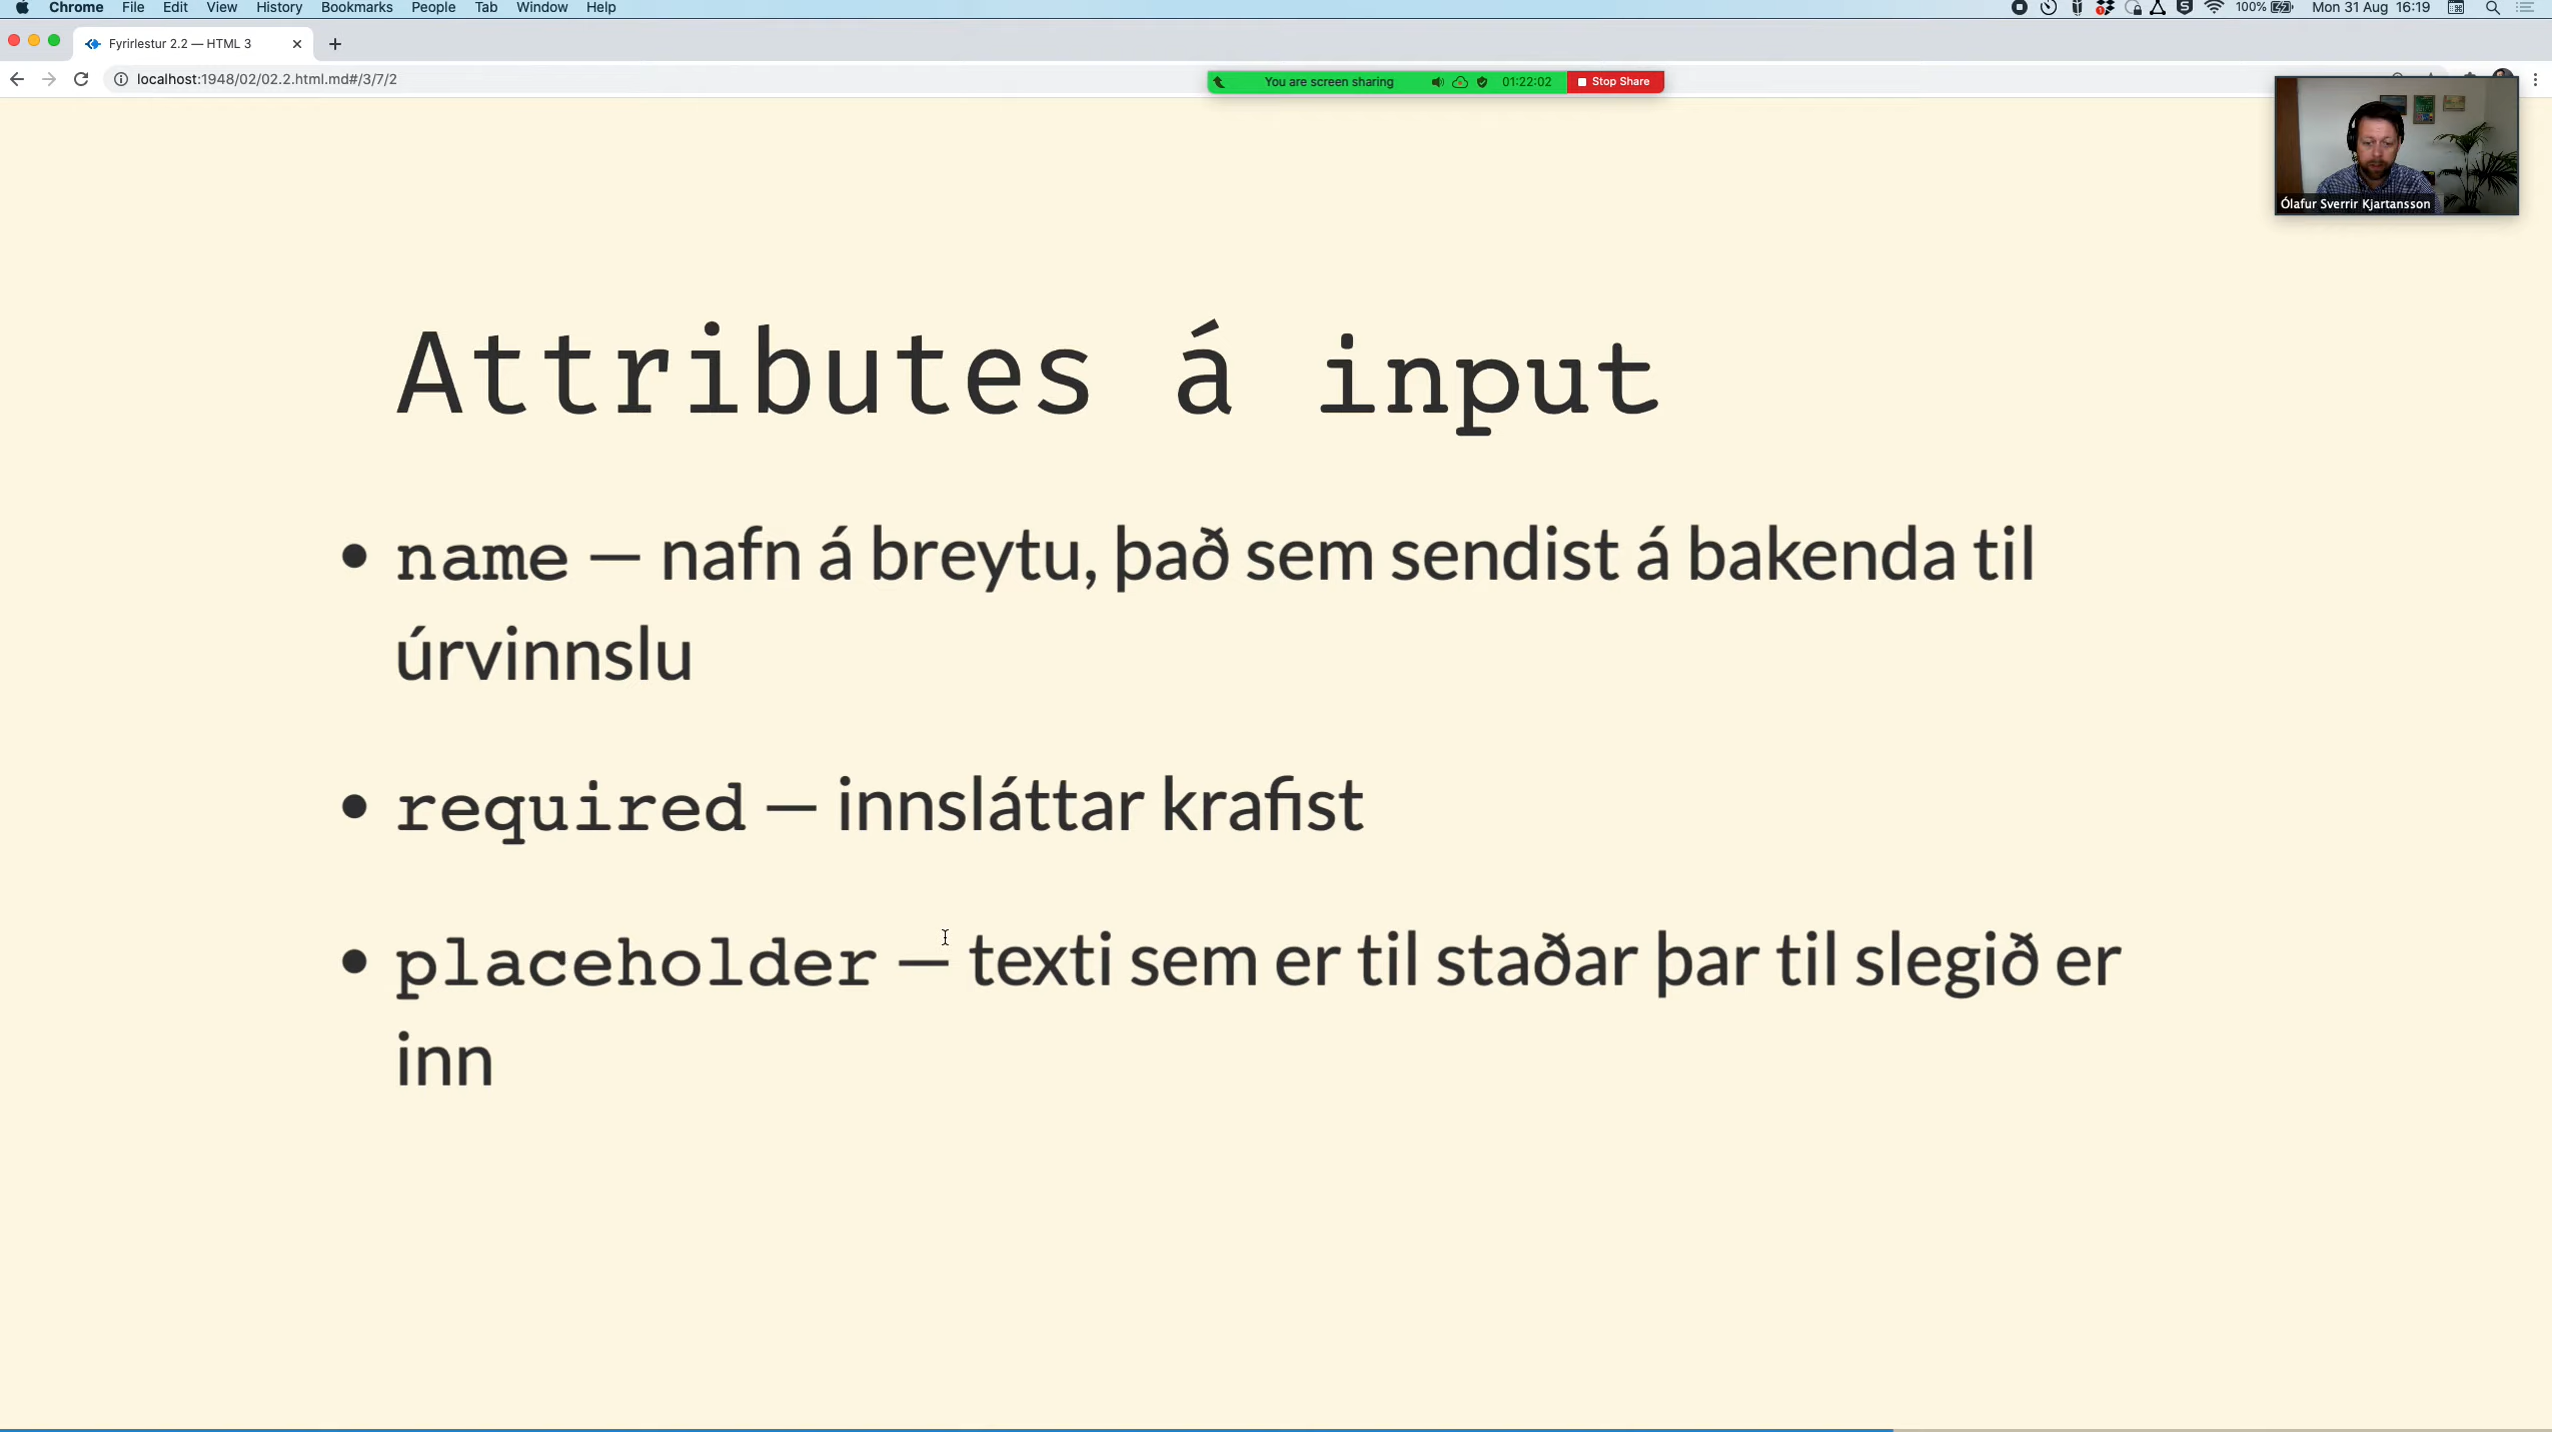 Chrome File Edit View History Bookmarks People Tab Window Help 100% Mon 31 Aug 16:19
Fyrirlestur 2.2 — HTML 3
localhost:1948/02/02.2.html.md#/3/7/2
You are screen sharing 01:22:02 Stop Share
Ólafur Sverrir Kjartansson
Attributes á input
• name — nafn á breytu, það sem sendist á bakenda til
úrvinnslu
• required — innsláttar krafist
• placeholder — texti sem er til staðar þar til slegið er
inn